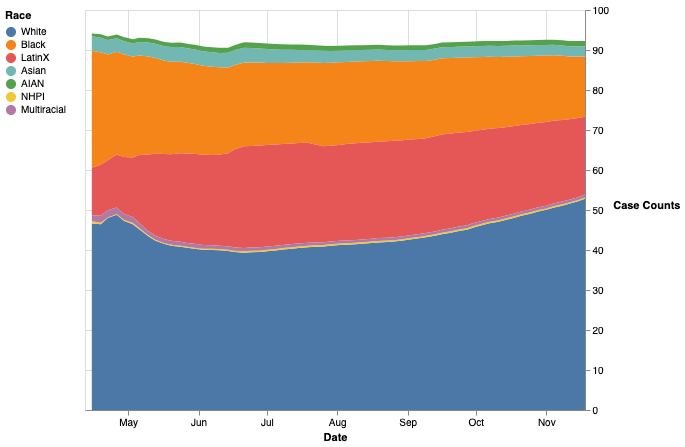 Race
White
Black
LatinX
Asian
AIAN
NHPI
Multiracial
100
90
80
70
60
50
40
30
20
10
0
Case Counts
May Jun Jul Aug Sep Oct Nov
Date